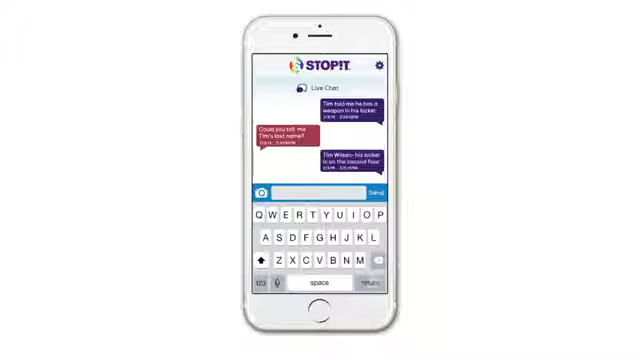 STOP!T
Live Chat
Tim told me he has a
weapon in his locker.
Could you tell me
Tim's last name?
Tim Wilson- his locker
is on the second floor
Send
Q W E R T Y U I O P
A S D F G H J K L
Z X C V B N M
123 space return